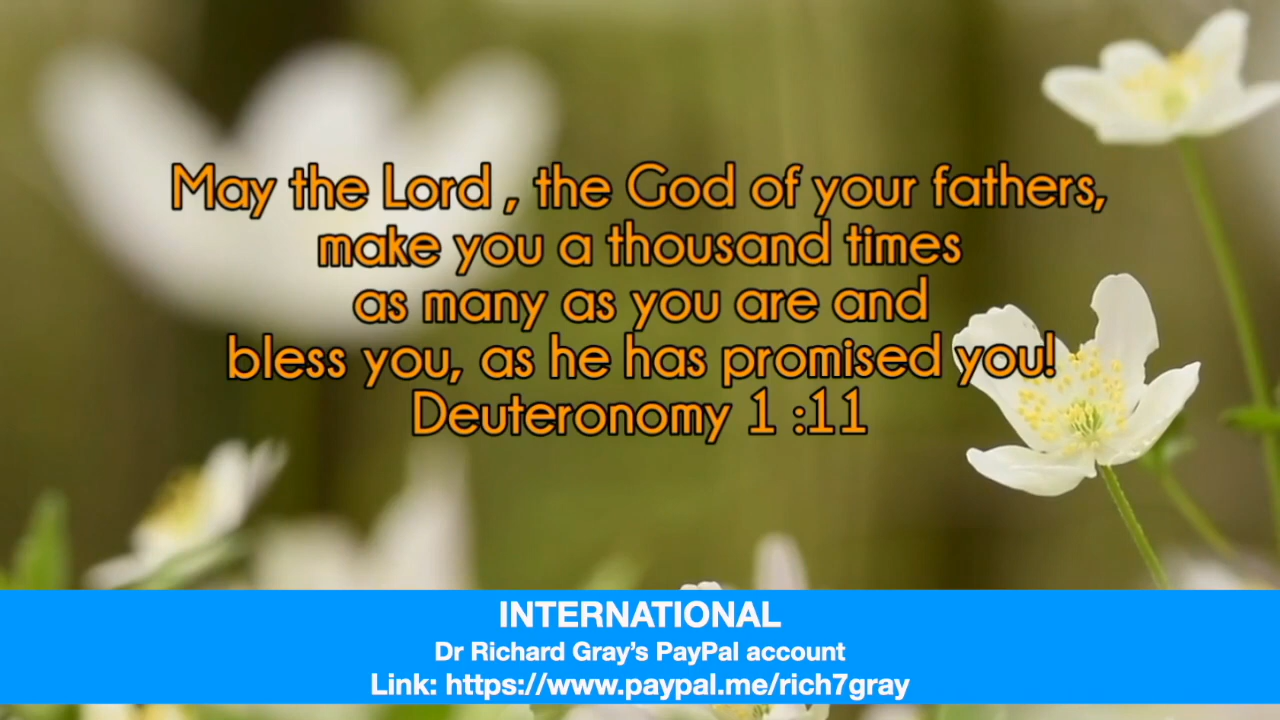 May the Lord , the God of your fathers,
make you a thousand times
as many as you are and
bless you, as he has promised you!
Deuteronomy 1 :11
INTERNATIONAL
Dr Richard Gray’s PayPal account
Link: https://www.paypal.me/rich7gray